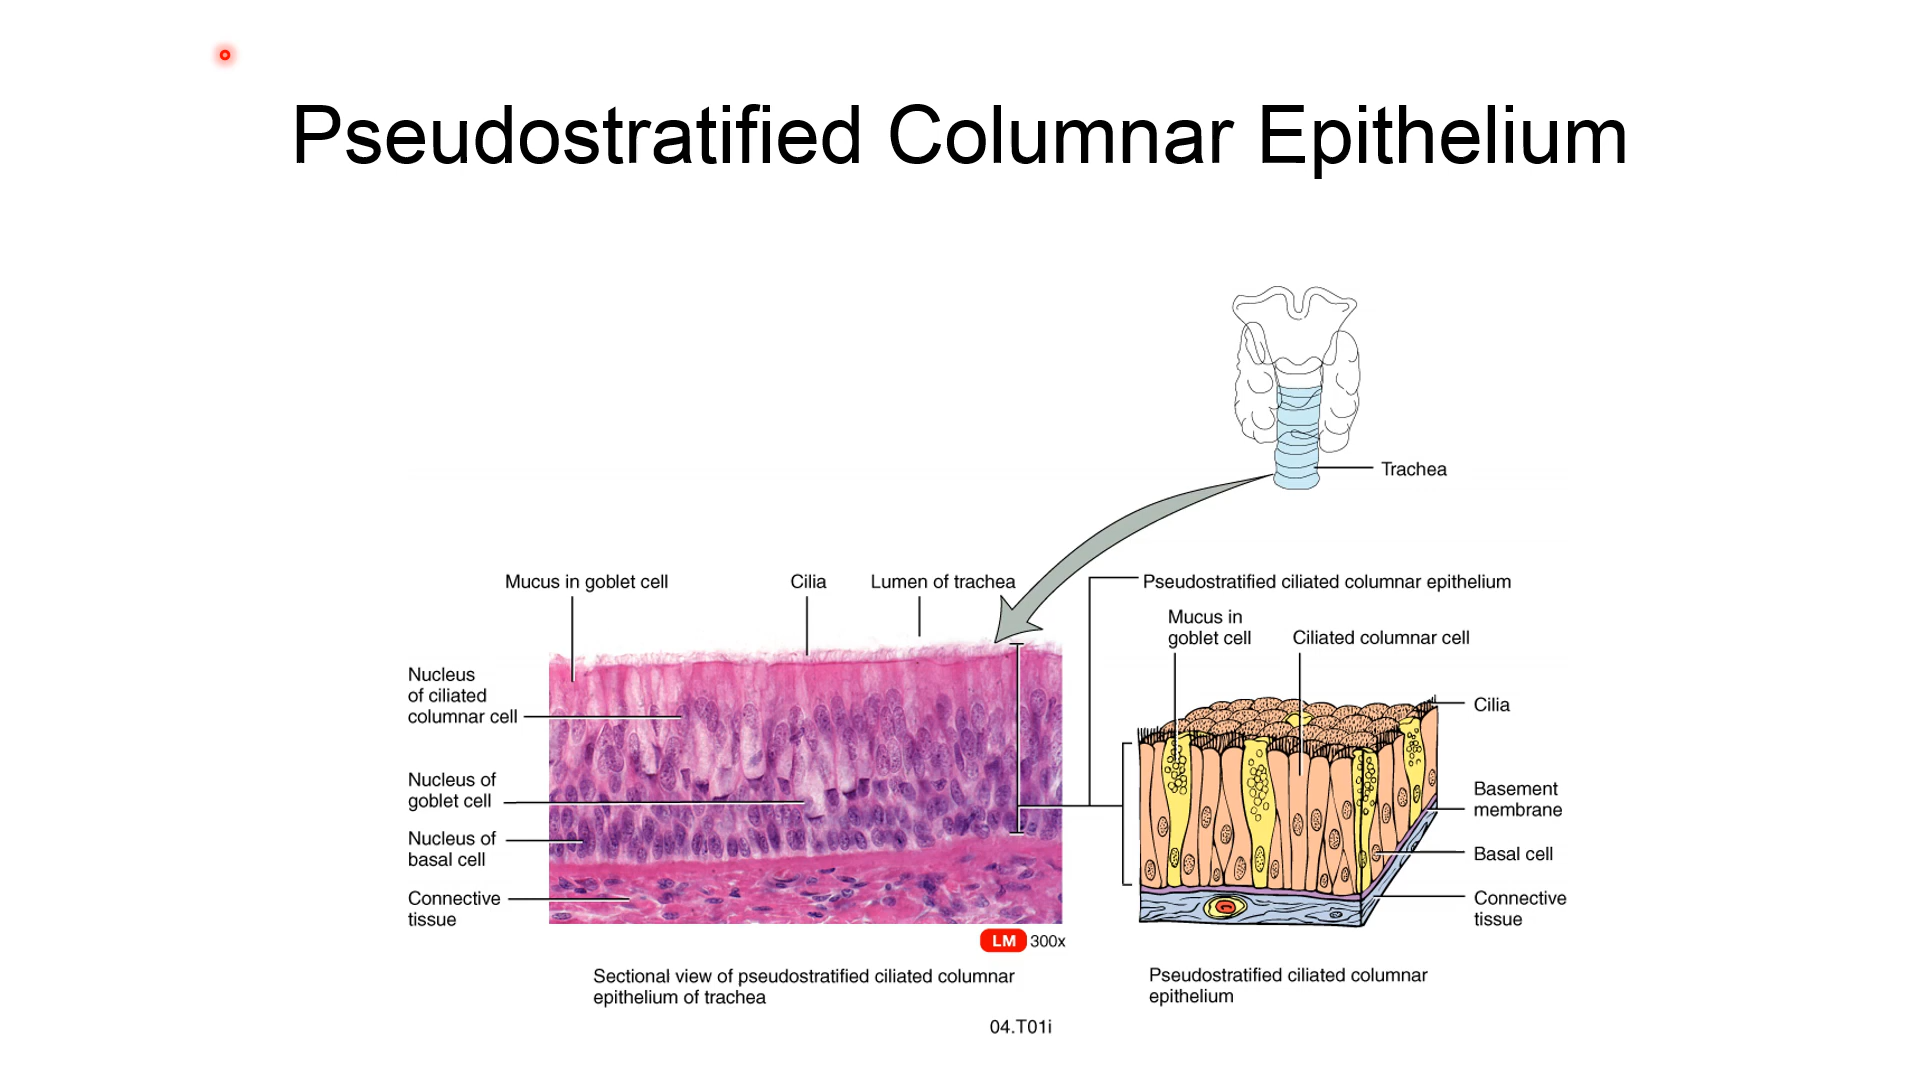 Pseudostratified Columnar Epithelium
Trachea
Mucus in goblet cell
Cilia
Lumen of trachea
Pseudostratified ciliated columnar epithelium
Mucus in
goblet cell
Ciliated columnar cell
Nucleus
of ciliated
columnar cell
Nucleus of
goblet cell
Nucleus of
basal cell
Connective
tissue
Cilia
Basement
membrane
Basal cell
Connective
tissue
LM 300x
Sectional view of pseudostratified ciliated columnar
epithelium of trachea
Pseudostratified ciliated columnar
epithelium
04.T01i